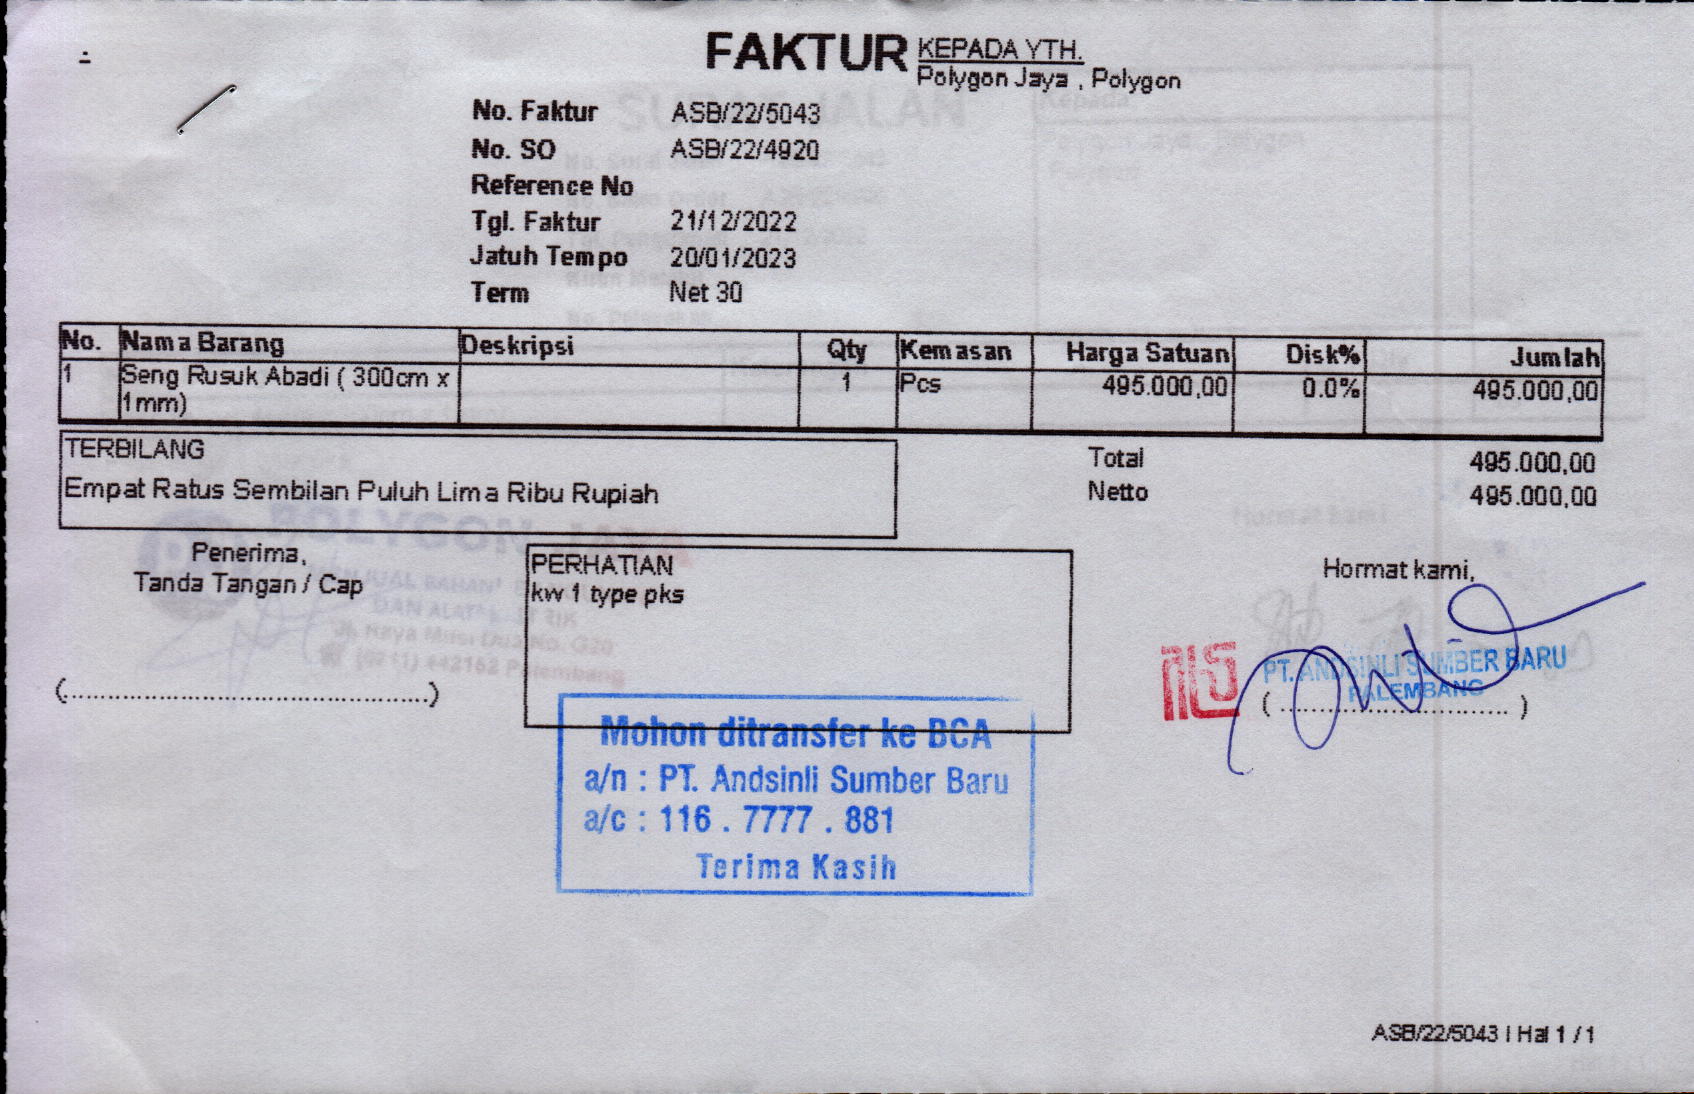 FAKTUR
KEPADA YTH.
Polygon Jaya , Polygon
No. Faktur ASB/22/5043
No. SO ASB/22/4920
Reference No
Tgl. Faktur 21/12/2022
Jatuh Tempo 20/01/2023
Term Net 30
No. Nama Barang Deskripsi Qty Kemasan Harga Satuan Disk% Jumlah
1 Seng Rusuk Abadi ( 300cm x 1 Pcs 495.000,00 0.0% 495.000,00
1mm)
TERBILANG
Empat Ratus Sembilan Puluh Lima Ribu Rupiah
Total 495.000,00
Netto 495.000,00
Penerima,
Tanda Tangan / Cap
(.................................................)
PERHATIAN
kw 1 type pks
Hormat kami,
PT. ANDSINLI SUMBER BARU
PALEMBANG
( .............................. )
Mohon ditransfer ke BCA
a/n : PT. Andsinli Sumber Baru
a/c : 116 . 7777 . 881
Terima Kasih
ASB/22/5043 | Hal 1 / 1